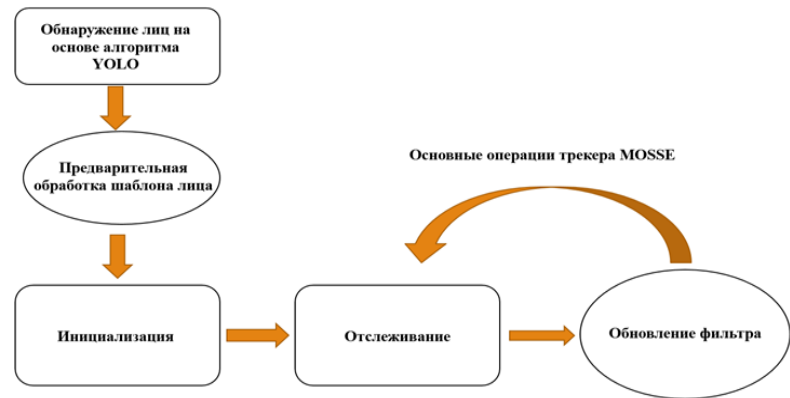 Обнаружение лиц на
основе алгоритма
YOLO
Предварительная
обработка шаблона лица
Основные операции трекера MOSSE
Инициализация
Отслеживание
Обновление фильтра